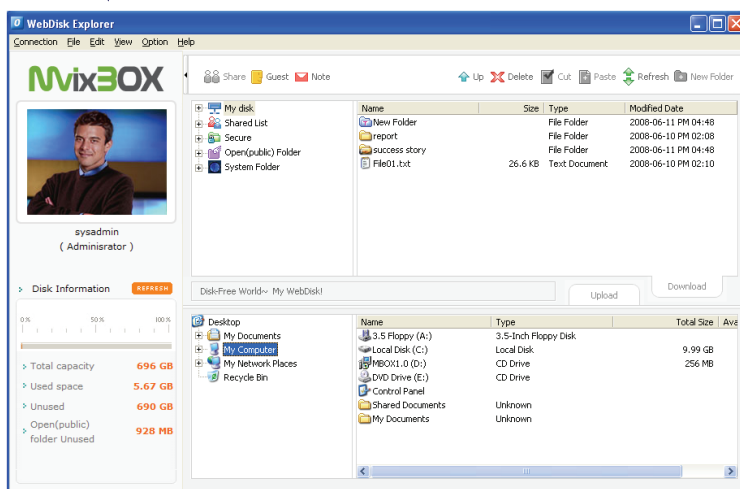 WebDisk Explorer
Connection File Edit View Option Help
MvixBOX
Share Guest Note Up Delete Cut Paste Refresh New Folder
My disk
Shared List
Secure
Open(public) Folder
System Folder
Name Size Type Modified Date
New Folder File Folder 2008-06-11 PM 04:48
report File Folder 2008-06-10 PM 02:08
success story File Folder 2008-06-11 PM 04:48
File01.txt 26.6 KB Text Document 2008-06-10 PM 02:10
sysadmin
( Adminisrator )
Disk Information REFRESH
0% 50% 100%
Total capacity 696 GB
Used space 5.67 GB
Unused 690 GB
Open(public)
folder Unused 928 MB
Disk-Free World~ My WebDisk!
Upload
Download
Desktop
My Documents
My Computer
My Network Places
Recycle Bin
Name Type Total Size Ava
3.5 Floppy (A:) 3.5-Inch Floppy Disk
Local Disk (C:) Local Disk 9.99 GB
MBOX1.0 (D:) CD Drive 256 MB
DVD Drive (E:) CD Drive
Control Panel
Shared Documents Unknown
My Documents Unknown